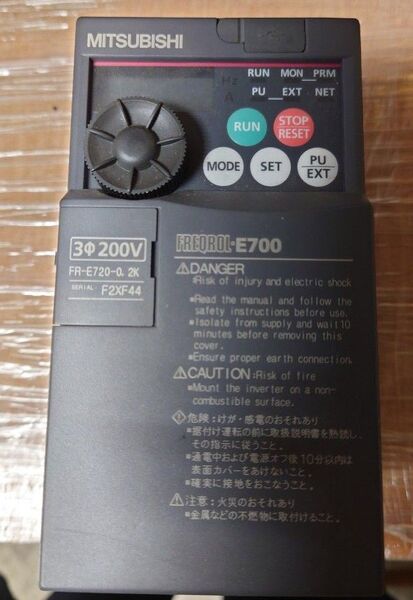 MITSUBISHI
RUN MON PRM
Hz
PU EXT NET
A
RUN
STOP RESET
MODE
SET
PU EXT
3Φ200V
FR-E720-0.2K
SERIAL: F2XF44
FREQROL-E700
⚠DANGER
:Risk of injury and electric shock
■Read the manual and follow the
safety instructions before use.
■Isolate from supply and wait10
minutes before removing this
cover.
■Ensure proper earth connection.
⚠CAUTION:Risk of fire
■Mount the inverter on a non-
combustible surface.
危険:けが・感電のおそれあり
■据付け運転の前に取扱説明書を熟読し、
その指示に従うこと。
■通電中および電源オフ後10分以内は
表面カバーをあけないこと。
■確実に接地をおこなうこと。
⚠注意:火災のおそれあり
■金属などの不燃物に取付けること。